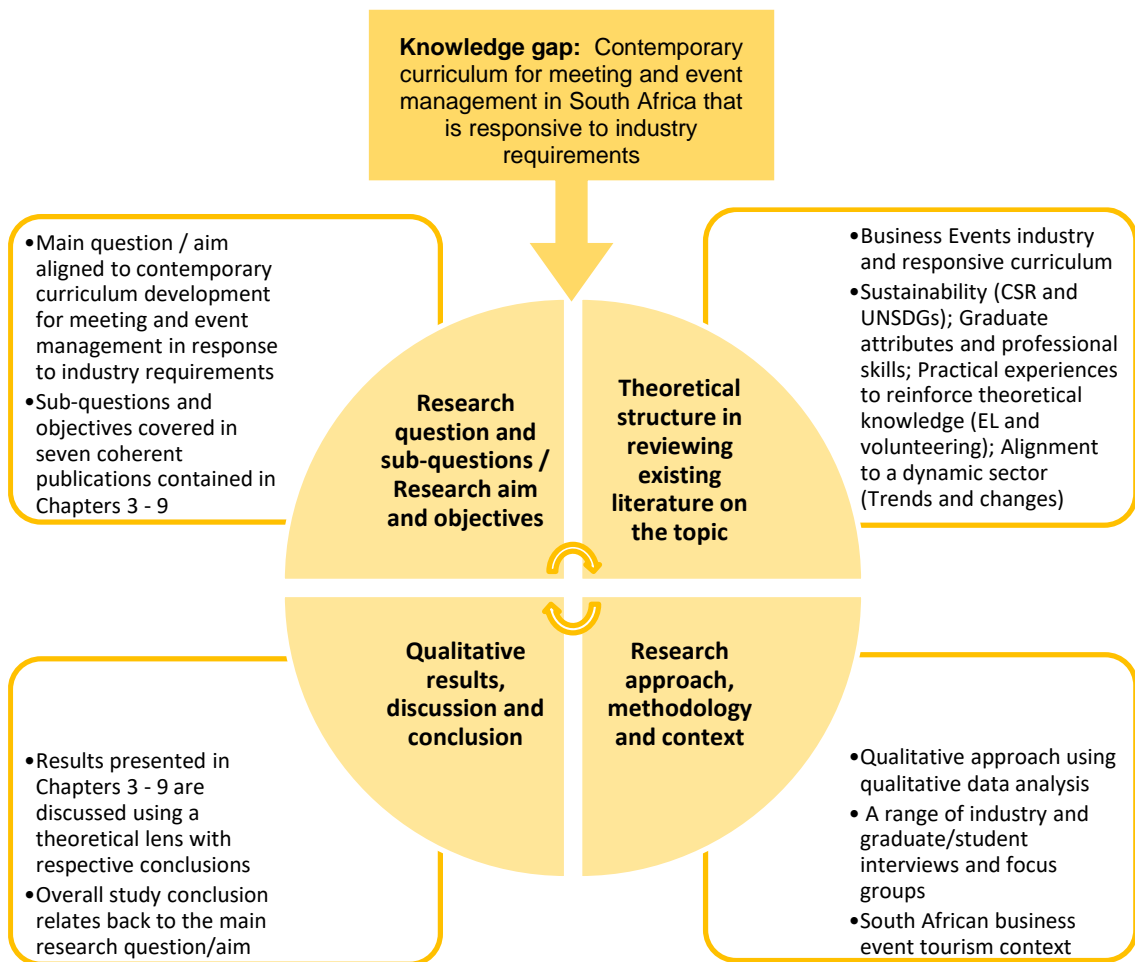 Knowledge gap: Contemporary
curriculum for meeting and event
management in South Africa that
is responsive to industry
requirements
•Main question / aim
aligned to contemporary
curriculum development
for meeting and event
management in response
to industry requirements
•Sub-questions and
objectives covered in
seven coherent
publications contained in
Chapters 3 - 9
•Business Events industry
and responsive curriculum
•Sustainability (CSR and
UNSDGs); Graduate
attributes and professional
skills; Practical experiences
to reinforce theoretical
knowledge (EL and
volunteering); Alignment
to a dynamic sector
(Trends and changes)
Research
question and
sub-questions /
Research aim
and objectives
Theoretical
structure in
reviewing
existing
literature on
the topic
Qualitative
results,
discussion and
conclusion
Research
approach,
methodology
and context
•Results presented in
Chapters 3 - 9 are
discussed using a
theoretical lens with
respective conclusions
•Overall study conclusion
relates back to the main
research question/aim
•Qualitative approach using
qualitative data analysis
• A range of industry and
graduate/student
interviews and focus
groups
•South African business
event tourism context